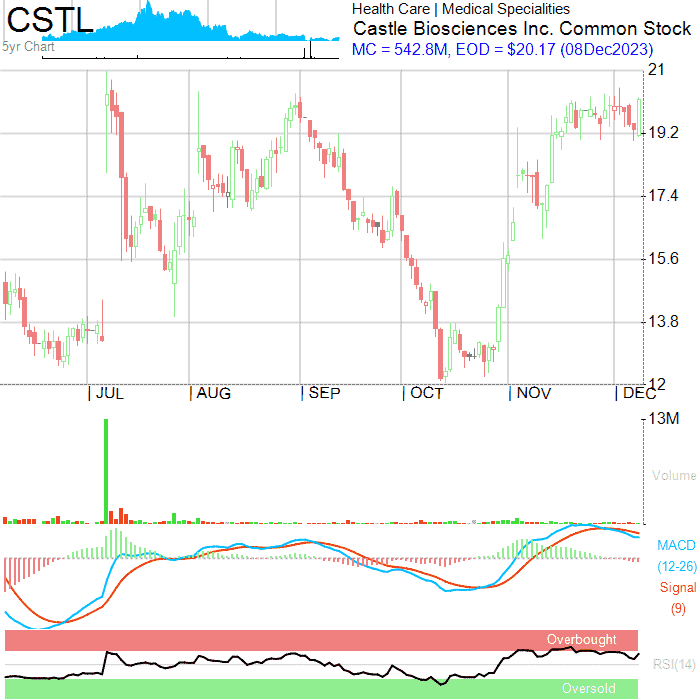 CSTL
5yr Chart
Health Care | Medical Specialities
Castle Biosciences Inc. Common Stock
MC = 542.8M, EOD = $20.17 (08Dec2023)
21
19.2
17.4
15.6
13.8
12
| JUL | AUG | SEP | OCT | NOV | DEC
13M
Volume
MACD
(12-26)
Signal
(9)
Overbought
RSI(14)
Oversold